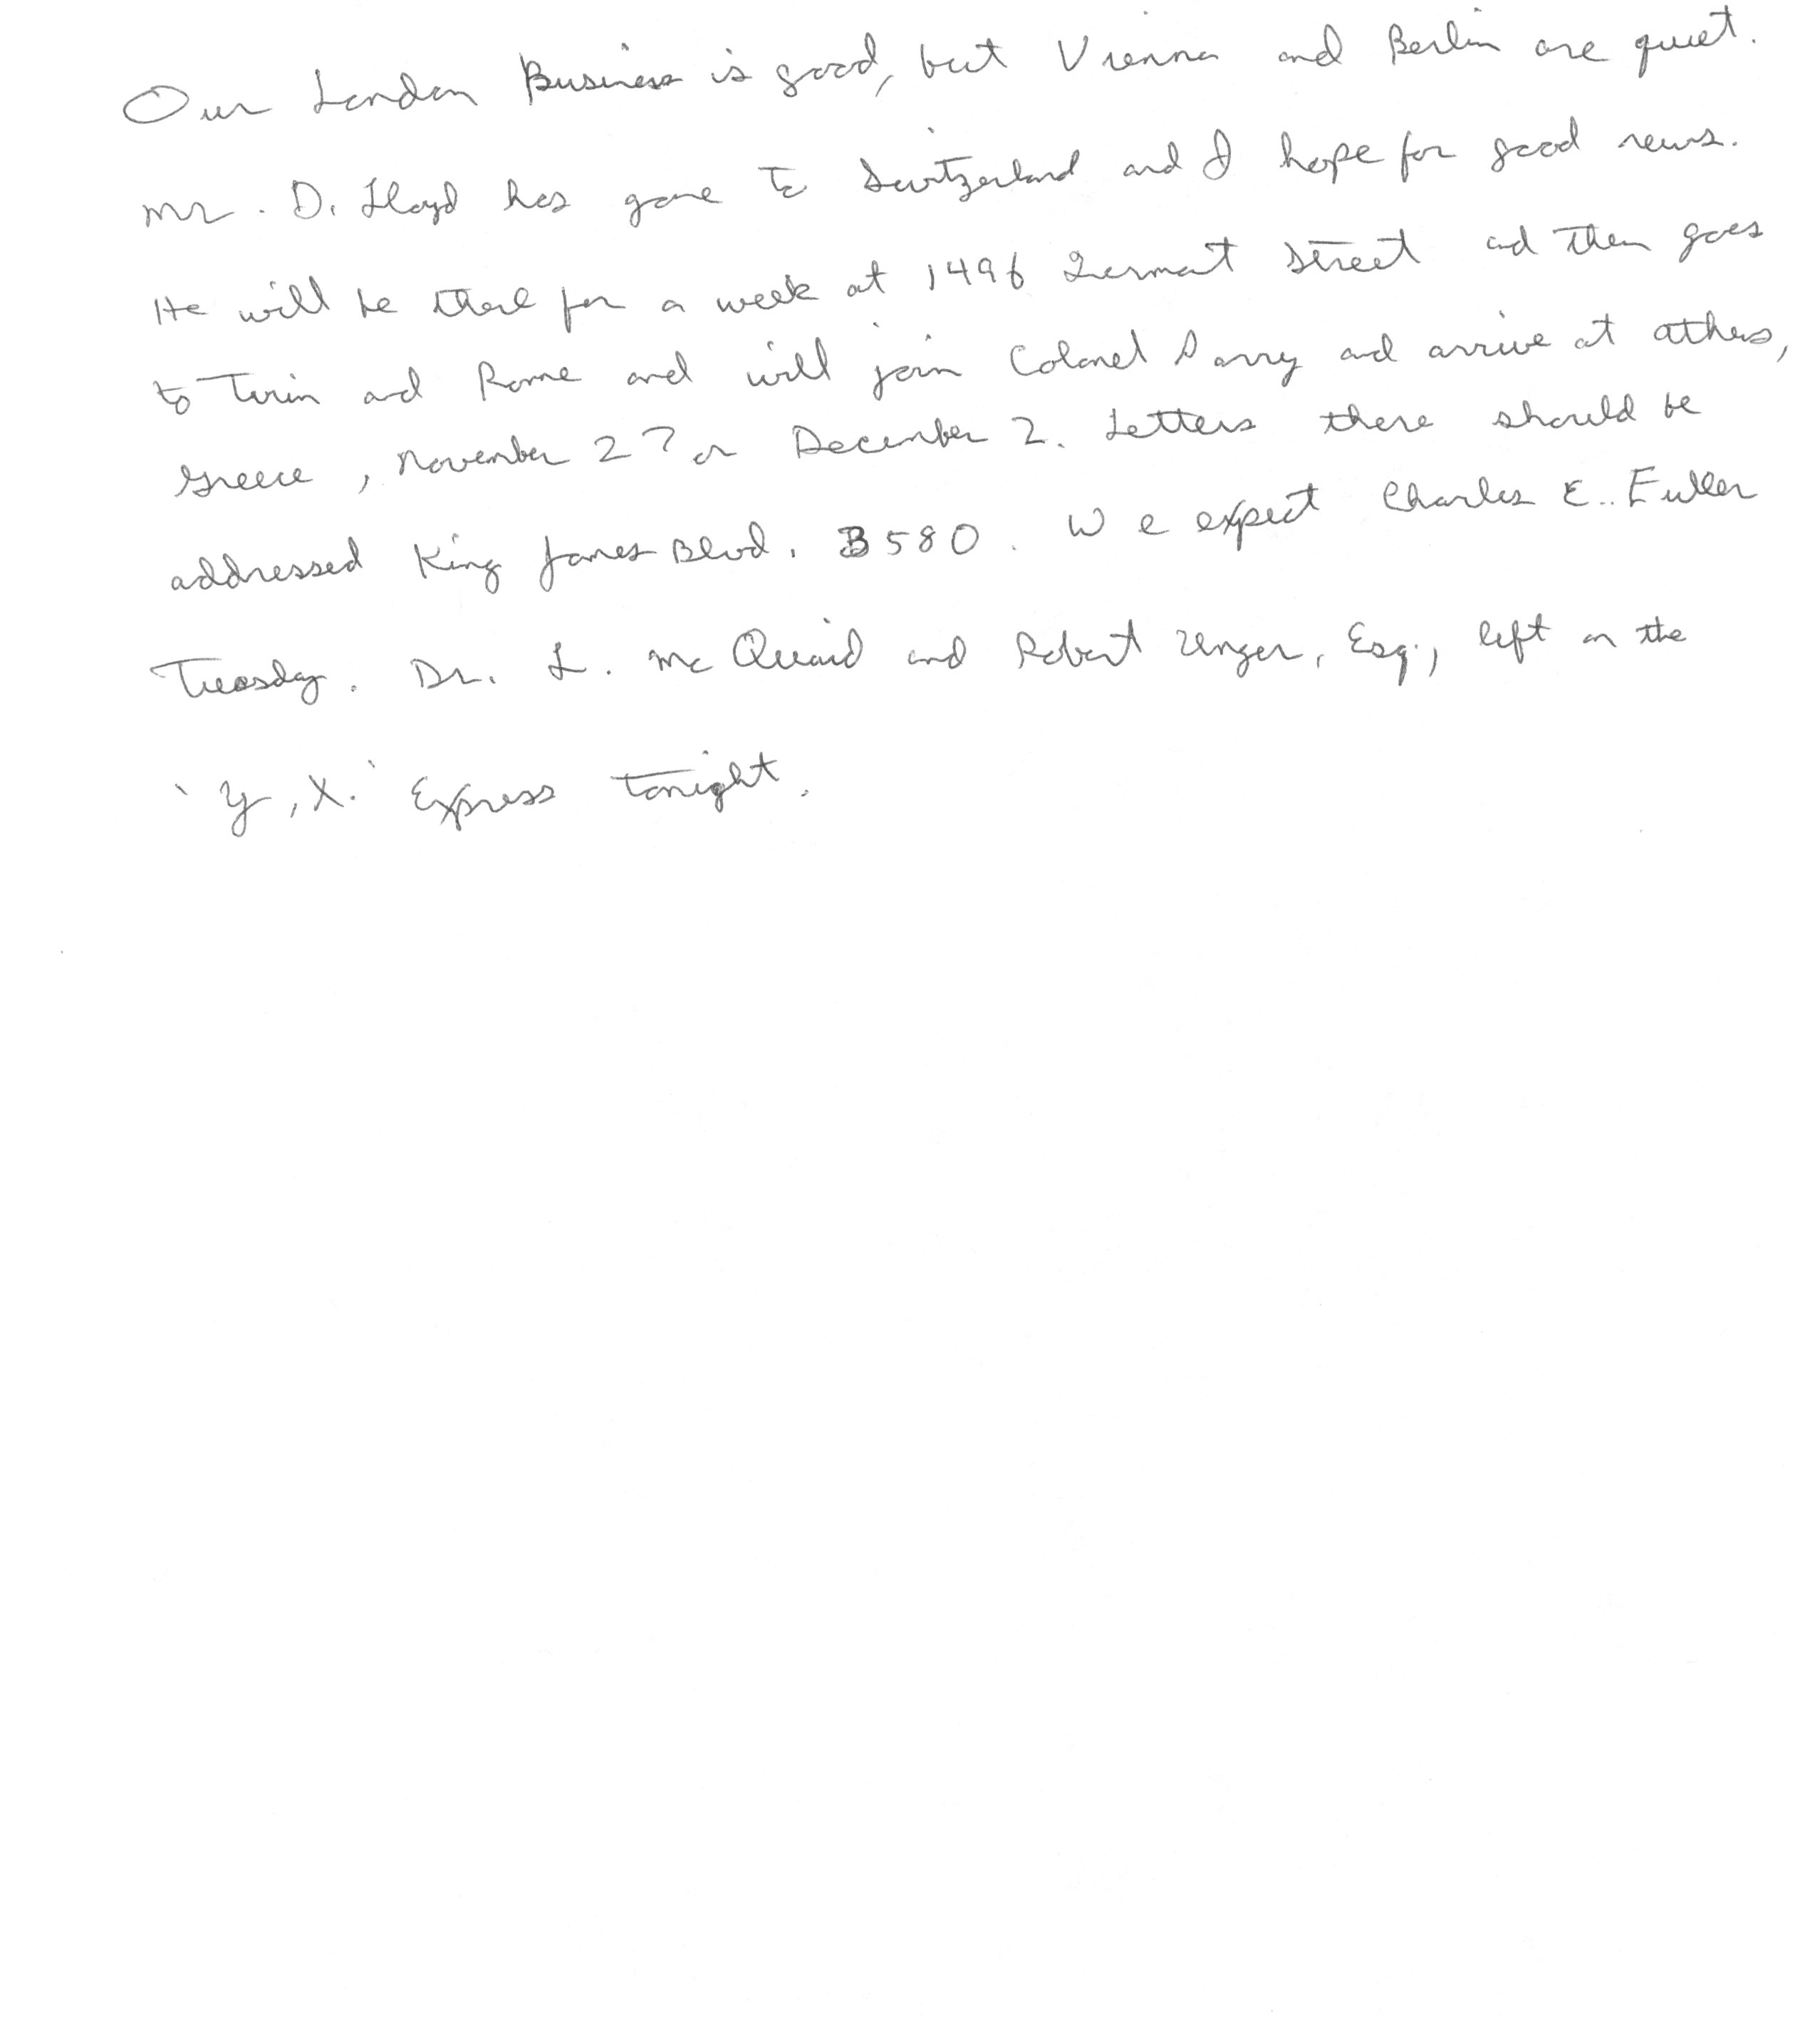 Our London Business is good, but Vienna and Berlin are quiet.
Mr. D. Lloyd has gone to Switzerland and I hope for good news.
He will be there for a week at 1496 Zermat Street and then goes
to Turin and Rome and will join Colonel Parry and arrive at Athens,
Greece, November 27 or December 2. Letters there should be
addressed King James Blvd. B580. We expect Charles E. Fuller
Tuesday. Dr. L. McQuaid and Robert Unger, Esq., left on the
'Y, X.' Express tonight.